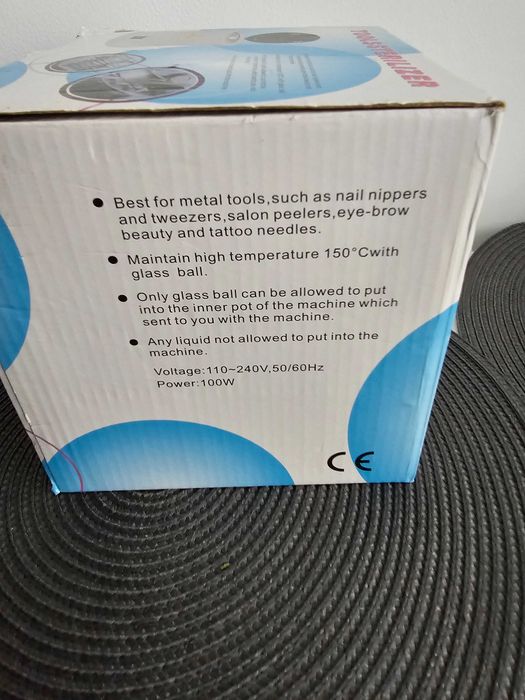 TOOL STERILIZER
● Best for metal tools,such as nail nippers
and tweezers,salon peelers,eye-brow
beauty and tattoo needles.
● Maintain high temperature 150°Cwith
glass ball.
● Only glass ball can be allowed to put
into the inner pot of the machine which
sent to you with the machine.
● Any liquid not allowed to put into the
machine.
Voltage:110~240V,50/60Hz
Power:100W
CE